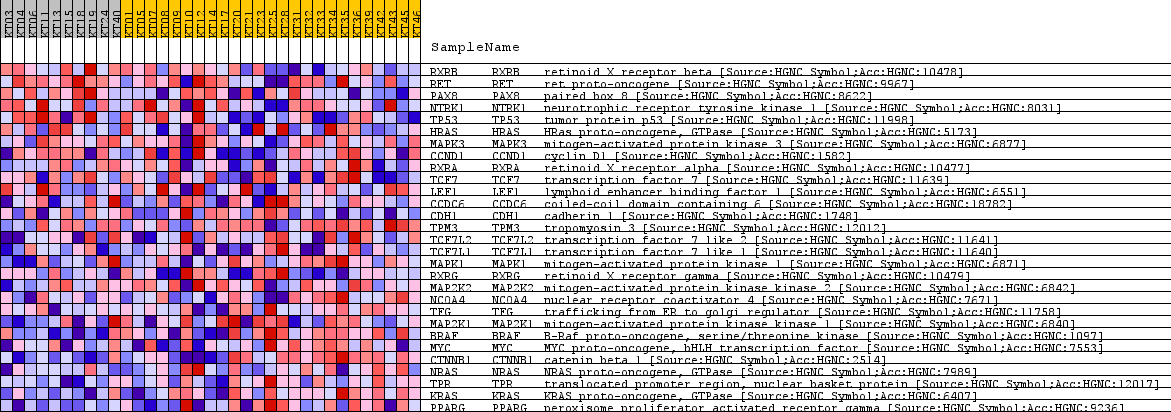 KT03 KT04 KT06 KT11 KT13 KT15 KT18 KT19 KT24 KT40 KT01 KT05 KT07 KT08 KT09 KT10 KT12 KT14 KT17 KT20 KT21 KT23 KT25 KT28 KT31 KT32 KT33 KT34 KT35 KT36 KT39 KT42 KT43 KT45 KT46
SampleName
RXRB RXRB retinoid X receptor beta [Source:HGNC Symbol;Acc:HGNC:10478]
RET RET ret proto-oncogene [Source:HGNC Symbol;Acc:HGNC:9967]
PAX8 PAX8 paired box 8 [Source:HGNC Symbol;Acc:HGNC:8622]
NTRK1 NTRK1 neurotrophic receptor tyrosine kinase 1 [Source:HGNC Symbol;Acc:HGNC:8031]
TP53 TP53 tumor protein p53 [Source:HGNC Symbol;Acc:HGNC:11998]
HRAS HRAS HRas proto-oncogene, GTPase [Source:HGNC Symbol;Acc:HGNC:5173]
MAPK3 MAPK3 mitogen-activated protein kinase 3 [Source:HGNC Symbol;Acc:HGNC:6877]
CCND1 CCND1 cyclin D1 [Source:HGNC Symbol;Acc:HGNC:1582]
RXRA RXRA retinoid X receptor alpha [Source:HGNC Symbol;Acc:HGNC:10477]
TCF7 TCF7 transcription factor 7 [Source:HGNC Symbol;Acc:HGNC:11639]
LEF1 LEF1 lymphoid enhancer binding factor 1 [Source:HGNC Symbol;Acc:HGNC:6551]
CCDC6 CCDC6 coiled-coil domain containing 6 [Source:HGNC Symbol;Acc:HGNC:18782]
CDH1 CDH1 cadherin 1 [Source:HGNC Symbol;Acc:HGNC:1748]
TPM3 TPM3 tropomyosin 3 [Source:HGNC Symbol;Acc:HGNC:12012]
TCF7L2 TCF7L2 transcription factor 7 like 2 [Source:HGNC Symbol;Acc:HGNC:11641]
TCF7L1 TCF7L1 transcription factor 7 like 1 [Source:HGNC Symbol;Acc:HGNC:11640]
MAPK1 MAPK1 mitogen-activated protein kinase 1 [Source:HGNC Symbol;Acc:HGNC:6871]
RXRG RXRG retinoid X receptor gamma [Source:HGNC Symbol;Acc:HGNC:10479]
MAP2K2 MAP2K2 mitogen-activated protein kinase kinase 2 [Source:HGNC Symbol;Acc:HGNC:6842]
NCOA4 NCOA4 nuclear receptor coactivator 4 [Source:HGNC Symbol;Acc:HGNC:7671]
TFG TFG trafficking from ER to golgi regulator [Source:HGNC Symbol;Acc:HGNC:11758]
MAP2K1 MAP2K1 mitogen-activated protein kinase kinase 1 [Source:HGNC Symbol;Acc:HGNC:6840]
BRAF BRAF B-Raf proto-oncogene, serine/threonine kinase [Source:HGNC Symbol;Acc:HGNC:1097]
MYC MYC MYC proto-oncogene, bHLH transcription factor [Source:HGNC Symbol;Acc:HGNC:7553]
CTNNB1 CTNNB1 catenin beta 1 [Source:HGNC Symbol;Acc:HGNC:2514]
NRAS NRAS NRAS proto-oncogene, GTPase [Source:HGNC Symbol;Acc:HGNC:7989]
TPR TPR translocated promoter region, nuclear basket protein [Source:HGNC Symbol;Acc:HGNC:12017]
KRAS KRAS KRAS proto-oncogene, GTPase [Source:HGNC Symbol;Acc:HGNC:6407]
PPARG PPARG peroxisome proliferator activated receptor gamma [Source:HGNC Symbol;Acc:HGNC:9236]